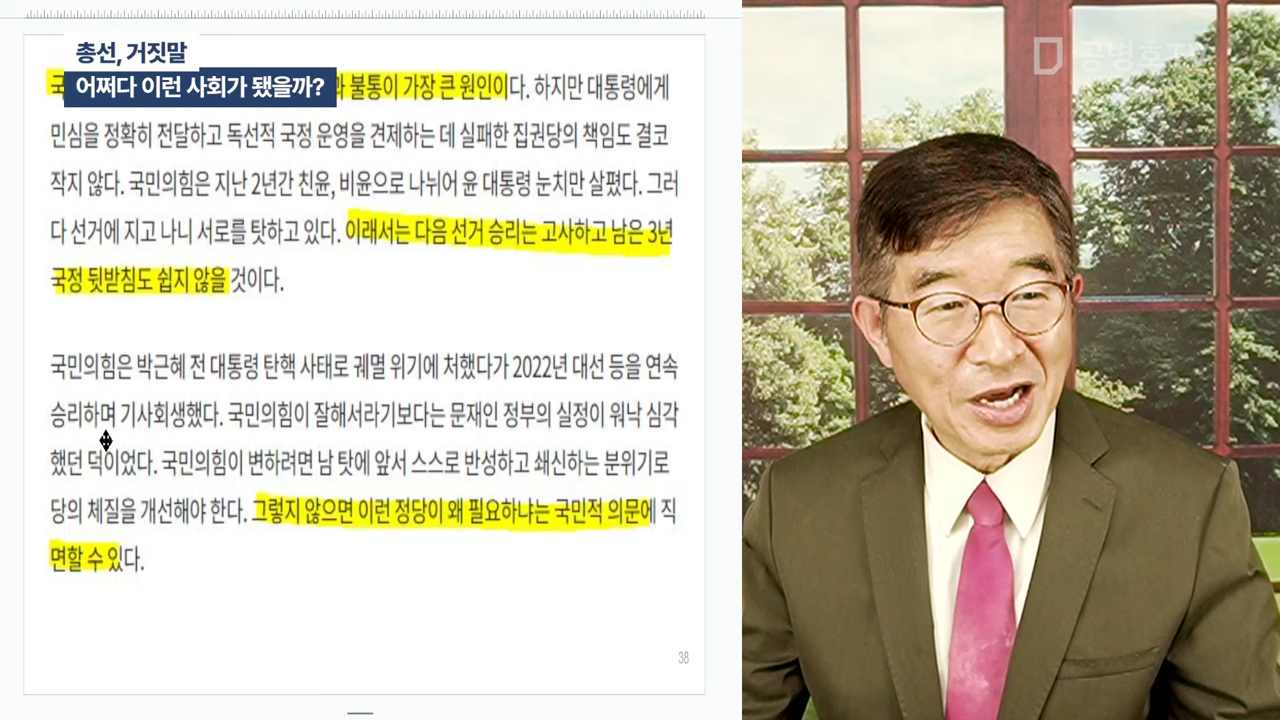 총선, 거짓말
어쩌다 이런 사회가 됐을까?
불통이 가장 큰 원인이다. 하지만 대통령에게
민심을 정확히 전달하고 독선적 국정 운영을 견제하는 데 실패한 집권당의 책임도 결코
작지 않다. 국민의힘은 지난 2년간 친윤, 비윤으로 나뉘어 윤 대통령 눈치만 살폈다. 그러
다 선거에 지고 나니 서로를 탓하고 있다. 이래서는 다음 선거 승리는 고사하고 남은 3년
국정 뒷받침도 쉽지 않을 것이다.
국민의힘은 박근혜 전 대통령 탄핵 사태로 궤멸 위기에 처했다가 2022년 대선 등을 연속
승리하며 기사회생했다. 국민의힘이 잘해서라기보다는 문재인 정부의 실정이 워낙 심각
했던 덕이었다. 국민의힘이 변하려면 남 탓에 앞서 스스로 반성하고 쇄신하는 분위기로
당의 체질을 개선해야 한다. 그렇지 않으면 이런 정당이 왜 필요하냐는 국민적 의문에 직
면할 수 있다.
38